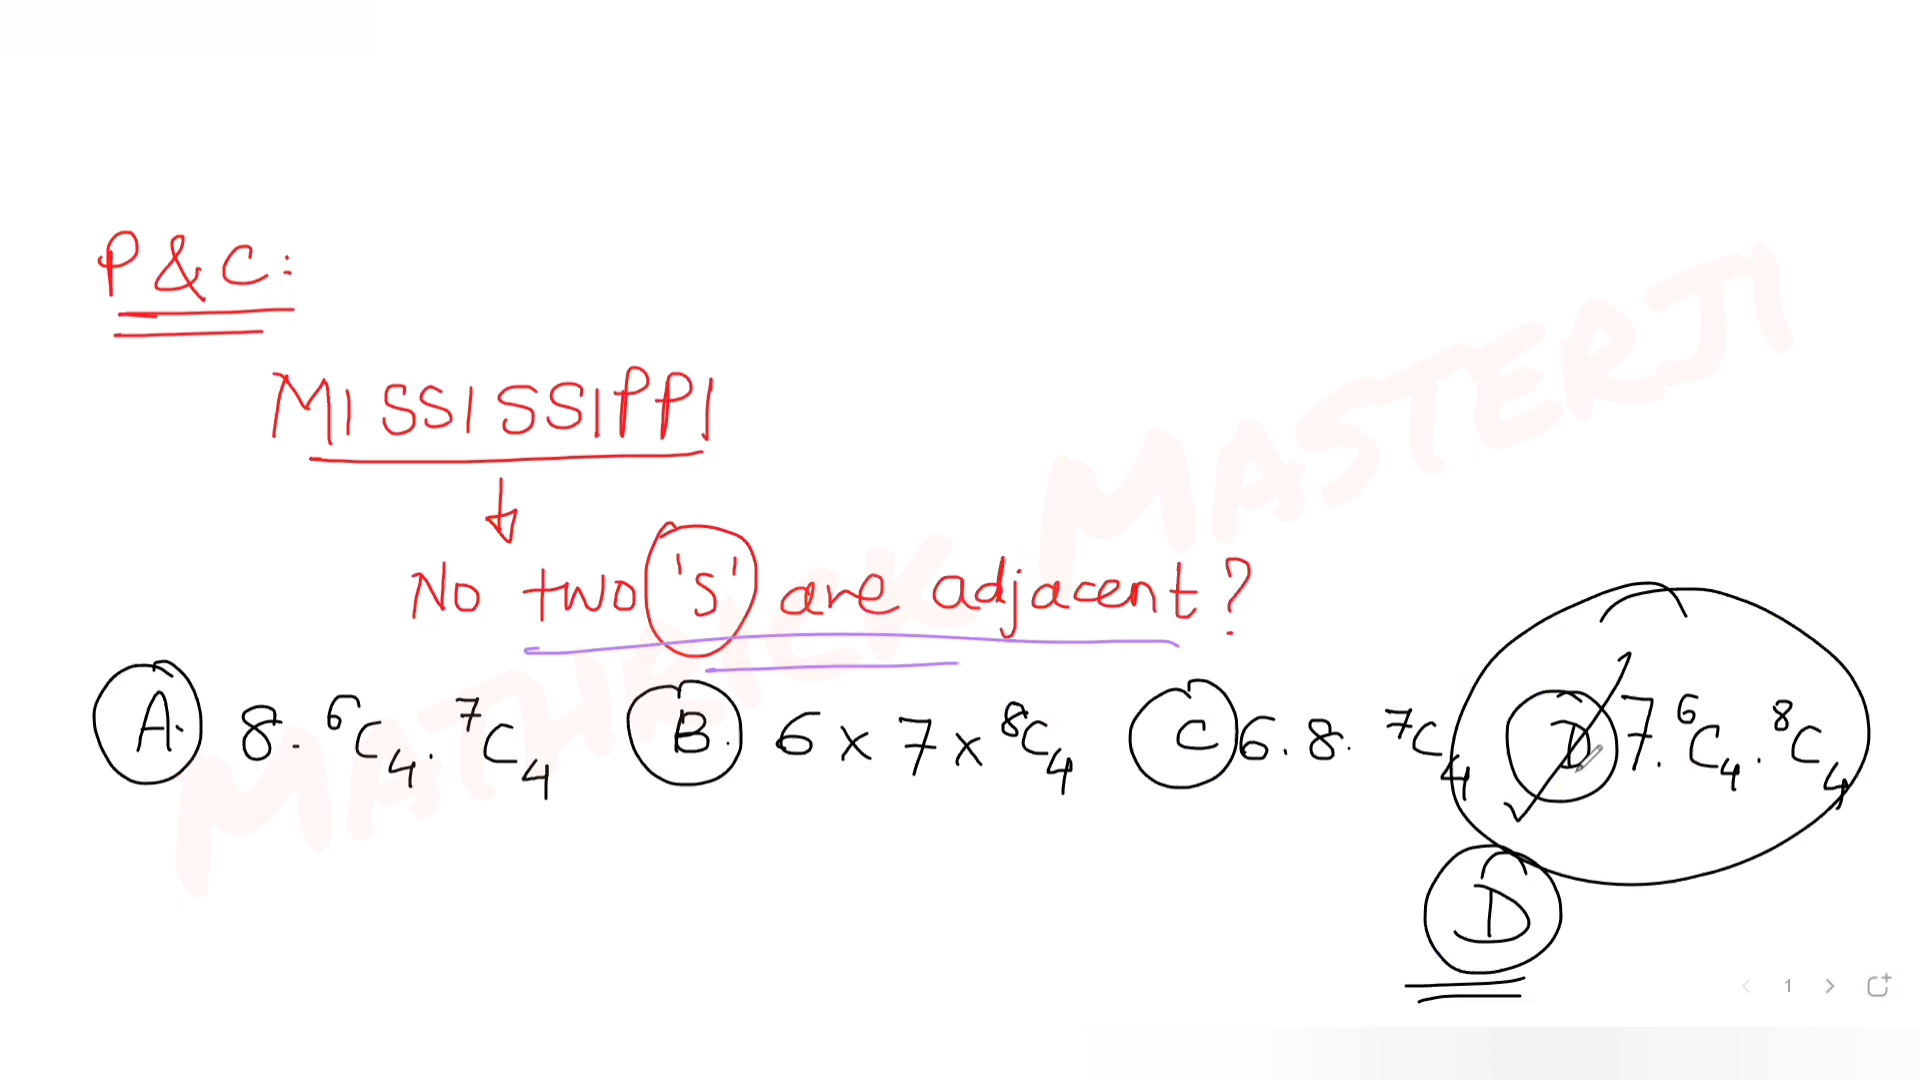 P & C :
MISSISSIPPI
No two 's' are adjacent ?
A. 8. ⁶C₄. ⁷C₄ B. 6 x 7 x ⁸C₄ C 6. 8. ⁷C₄ D 7. ⁶C₄. ⁸C₄
D
MATHRICK MASTERJI
1